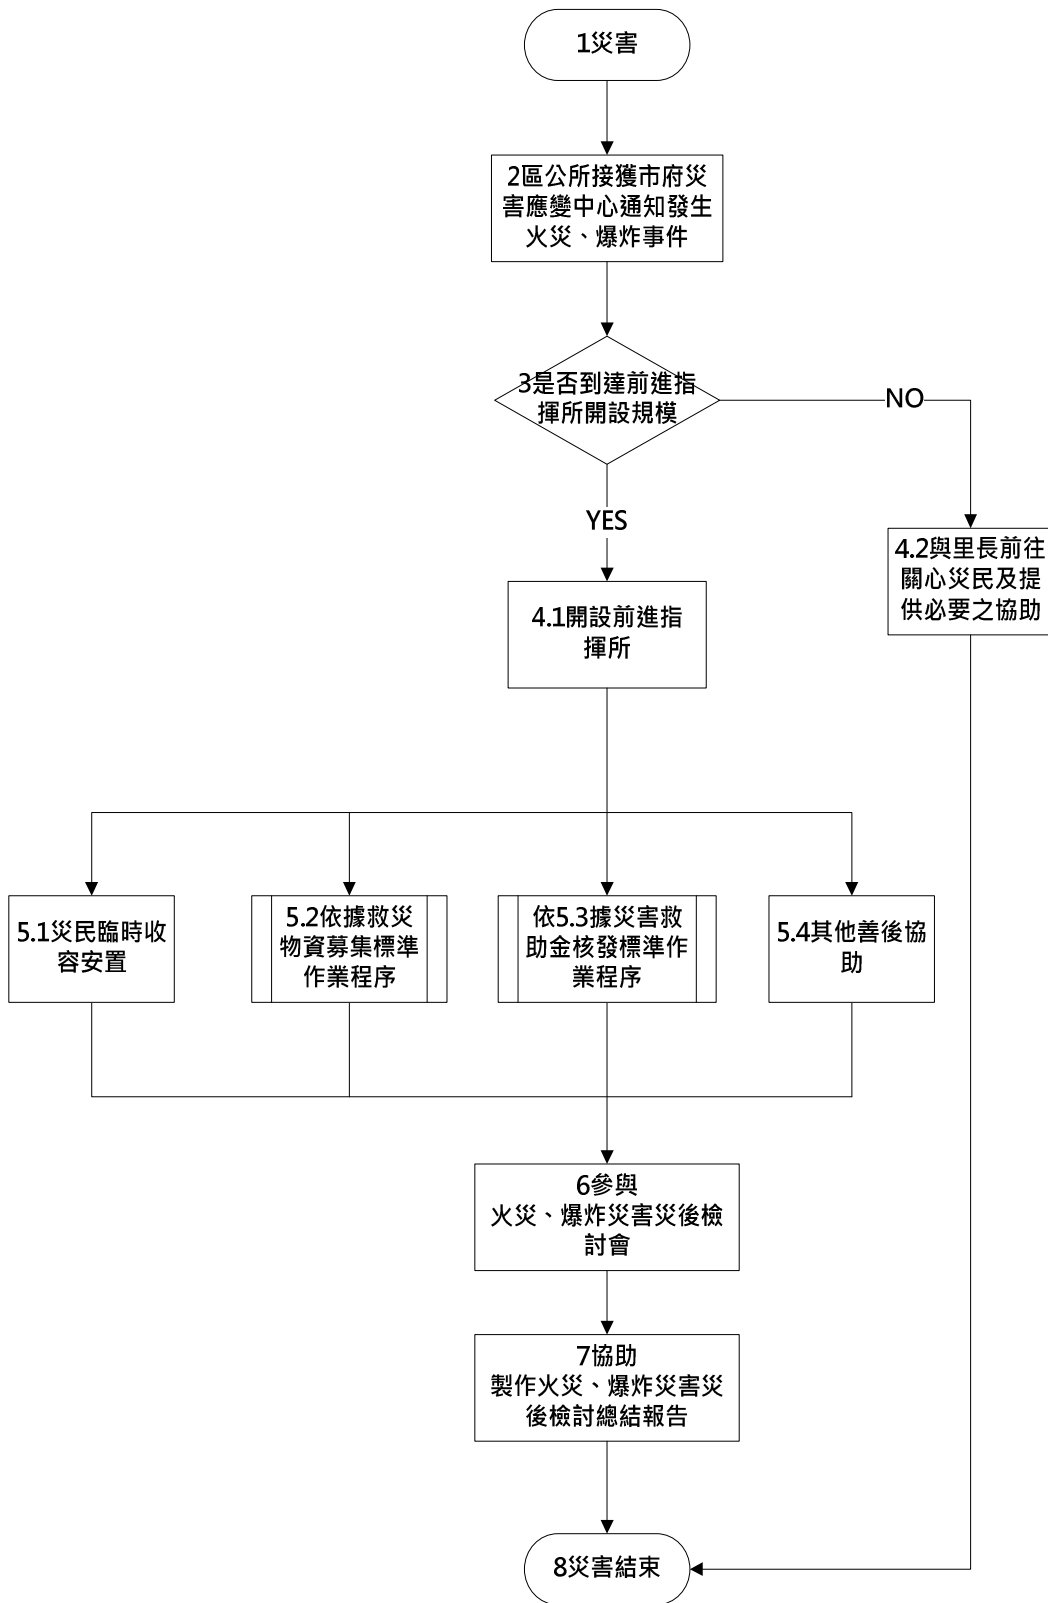 1災害
2區公所接獲市府災
害應變中心通知發生
火災、爆炸事件
3是否到達前進指
揮所開設規模
NO
YES
4.2與里長前往
關心災民及提
供必要之協助
4.1開設前進指
揮所
5.1災民臨時收
容安置
5.2依據救災
物資募集標準
作業程序
依5.3據災害救
助金核發標準作
業程序
5.4其他善後協
助
6參與
火災、爆炸災害災後檢
討會
7協助
製作火災、爆炸災害災
後檢討總結報告
8災害結束